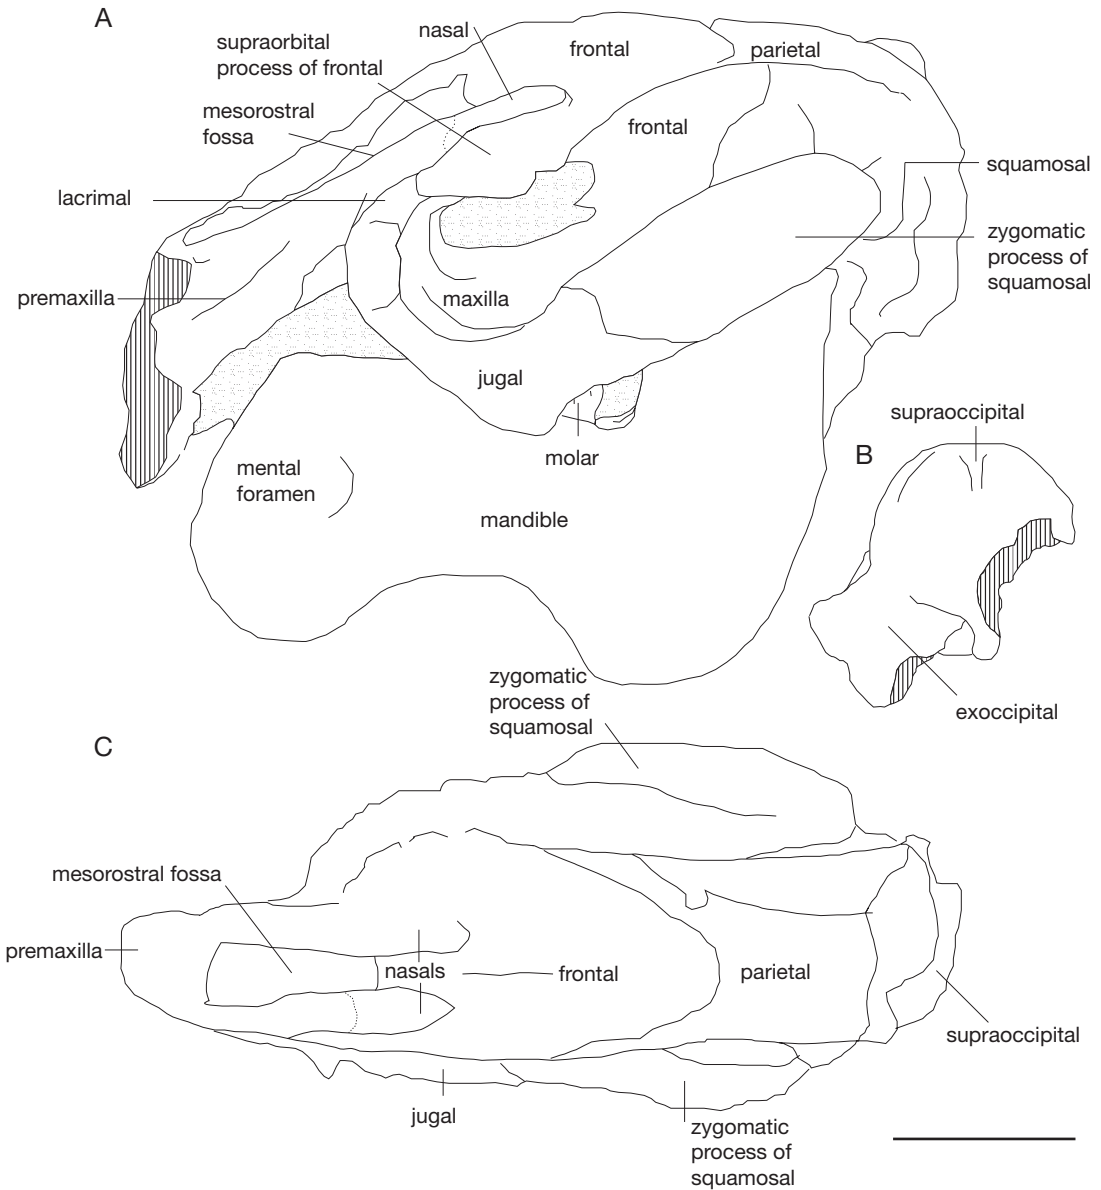 A
nasal
supraorbital
process of frontal
frontal
parietal
mesorostral
fossa
frontal
squamosal
lacrimal
zygomatic
process of
squamosal
premaxilla
maxilla
jugal
molar
mental
foramen
mandible
B
supraoccipital
exoccipital
C
zygomatic
process of
squamosal
mesorostral fossa
premaxilla
nasals
frontal
parietal
supraoccipital
jugal
zygomatic
process of
squamosal